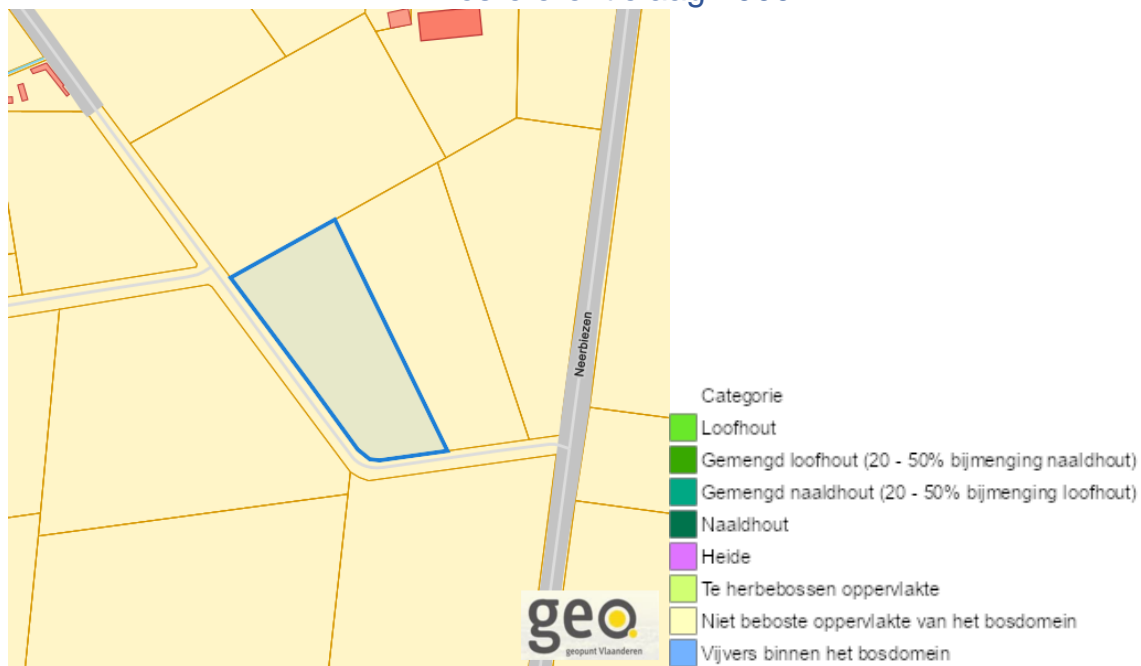 Neerbiezen
Categorie
Loofhout
Gemengd loofhout (20 - 50% bijmenging naaldhout)
Gemengd naaldhout (20 - 50% bijmenging loofhout)
Naaldhout
Heide
Te herbebossen oppervlakte
Niet beboste oppervlakte van het bosdomein
Vijvers binnen het bosdomein
geo.
geopunt Vlaanderen